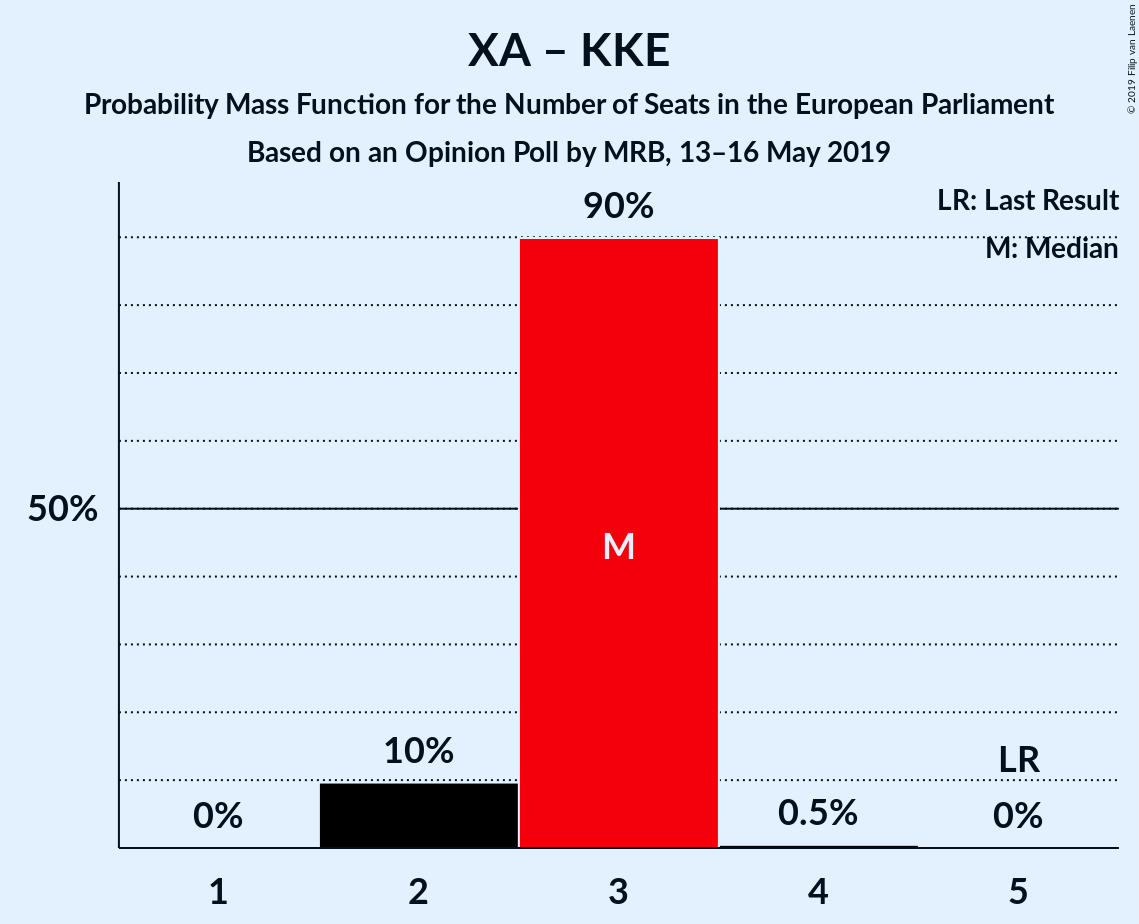 XA – KKE
Probability Mass Function for the Number of Seats in the European Parliament
Based on an Opinion Poll by MRB, 13–16 May 2019
© 2019 Filip van Laenen
LR: Last Result
M: Median
90%
50%
M
10%
LR
0%
0.5%
0%
1 2 3 4 5